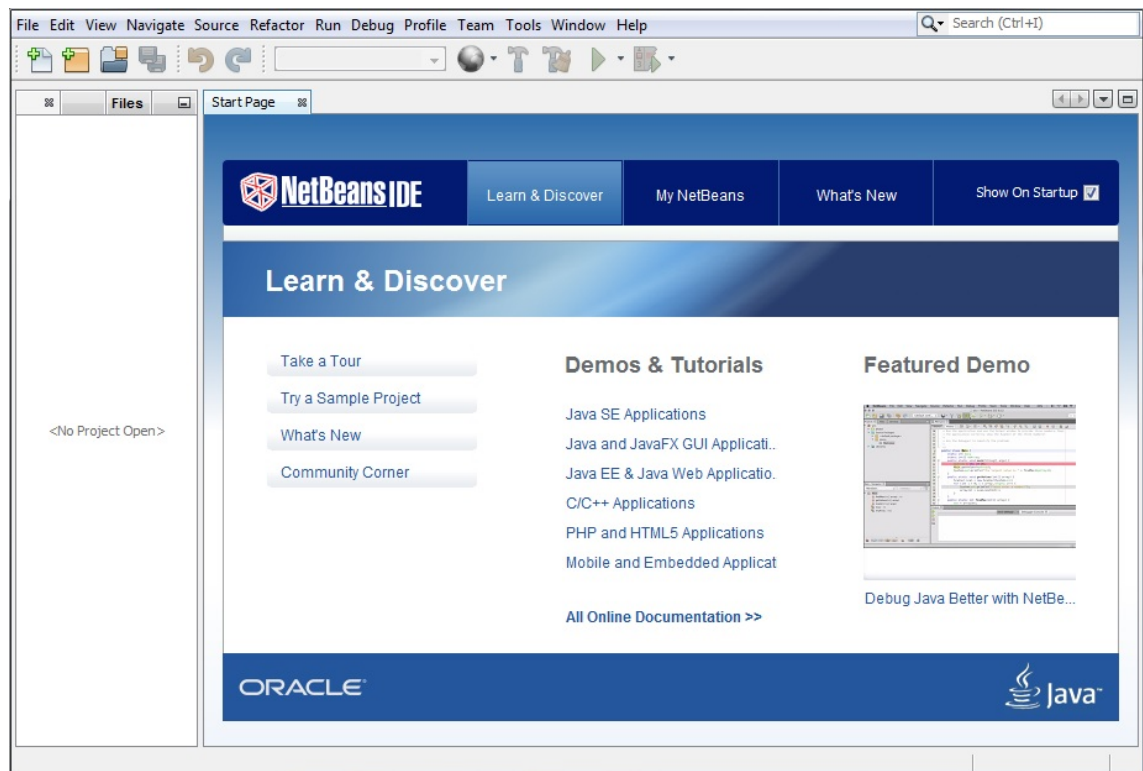 File Edit View Navigate Source Refactor Run Debug Profile Team Tools Window Help
Search (Ctrl+I)
Files
Start Page
NetBeans IDE
Learn & Discover
My NetBeans
What's New
Show On Startup
Learn & Discover
Take a Tour
Try a Sample Project
What's New
Community Corner
Demos & Tutorials
Java SE Applications
Java and JavaFX GUI Applicati..
Java EE & Java Web Applicatio.
C/C++ Applications
PHP and HTML5 Applications
Mobile and Embedded Applicat
All Online Documentation >>
Featured Demo
Debug Java Better with NetBe...
<No Project Open>
ORACLE
Java